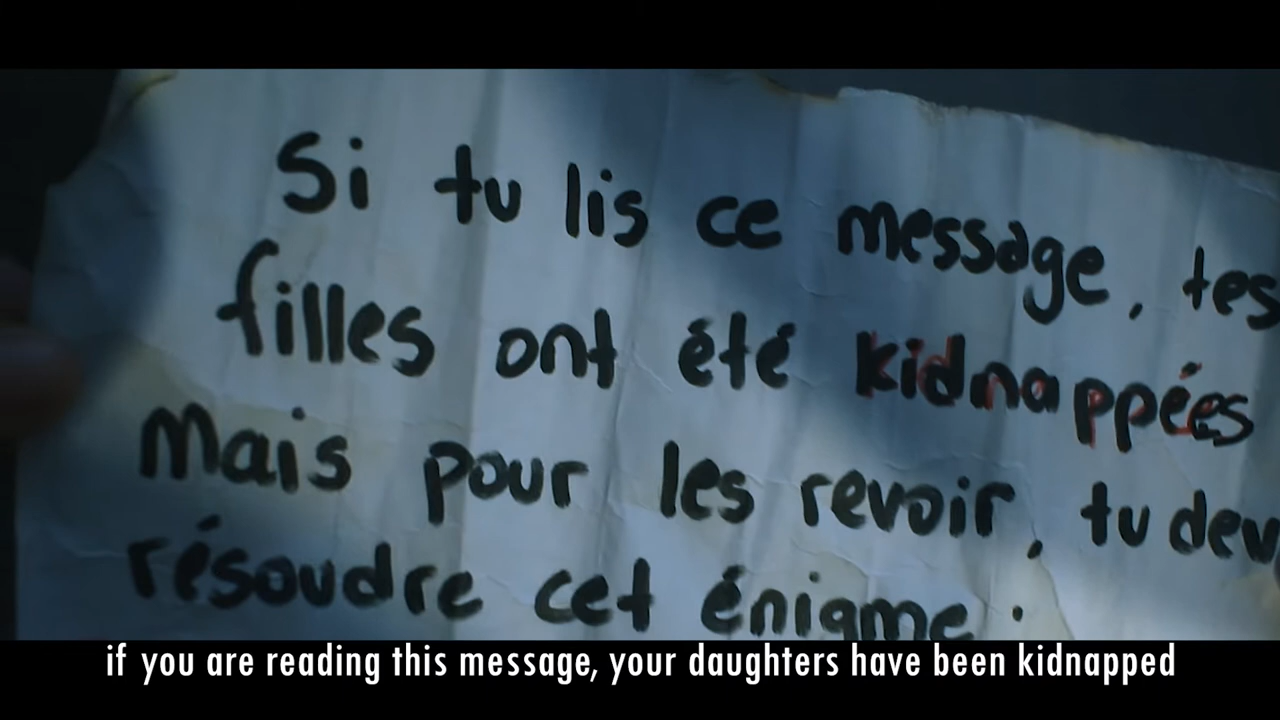 Si tu lis ce message, tes
filles ont été kidnappées
Mais pour les revoir, tu dev
résoudre cet énigme :
if you are reading this message, your daughters have been kidnapped